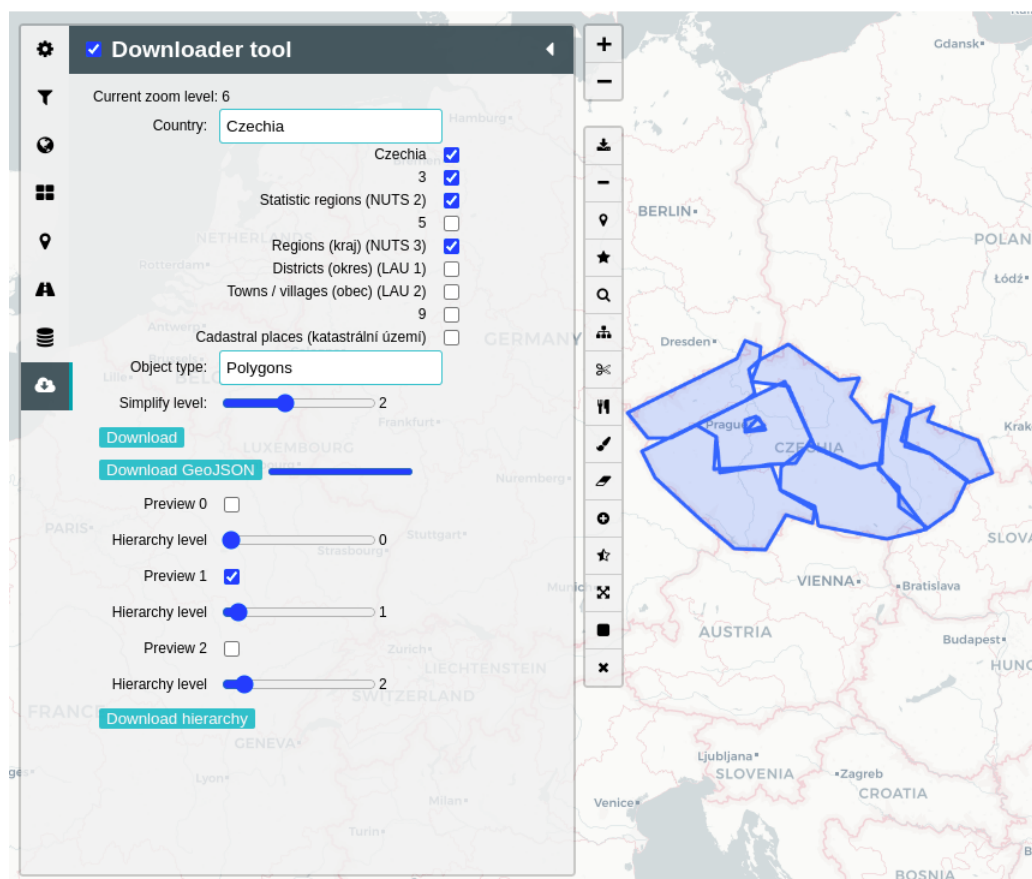 Downloader tool
Current zoom level: 6
Country: Czechia
Czechia
3
Statistic regions (NUTS 2)
5
Regions (kraj) (NUTS 3)
Districts (okres) (LAU 1)
Towns / villages (obec) (LAU 2)
9
Cadastral places (katastrální území)
Object type: Polygons
Simplify level: 2
Download
Download GeoJSON
Preview 0
Hierarchy level 0
Preview 1
Hierarchy level 1
Preview 2
Hierarchy level 2
Download hierarchy
Gdansk
Hamburg
BERLIN
POLAN
NETHERLANDS
Rotterdam
Łódź
Antwerp
GERMANY
Dresden
Brussels
Lille
BELG
Frankfurt
Prague
CZECHIA
Krak
LUXEMBOURG
Nuremberg
PARIS
Stuttgart
Strasbourg
SLOVA
Munich
VIENNA
Bratislava
AUSTRIA
Budapest
Zurich
LIECHTENSTEIN
HUNG
SWITZERLAND
FRANCE
GENEVA
Ljubljana
SLOVENIA
Zagreb
Lyon
CROATIA
Milan
Venice
Turin
BOSNIA